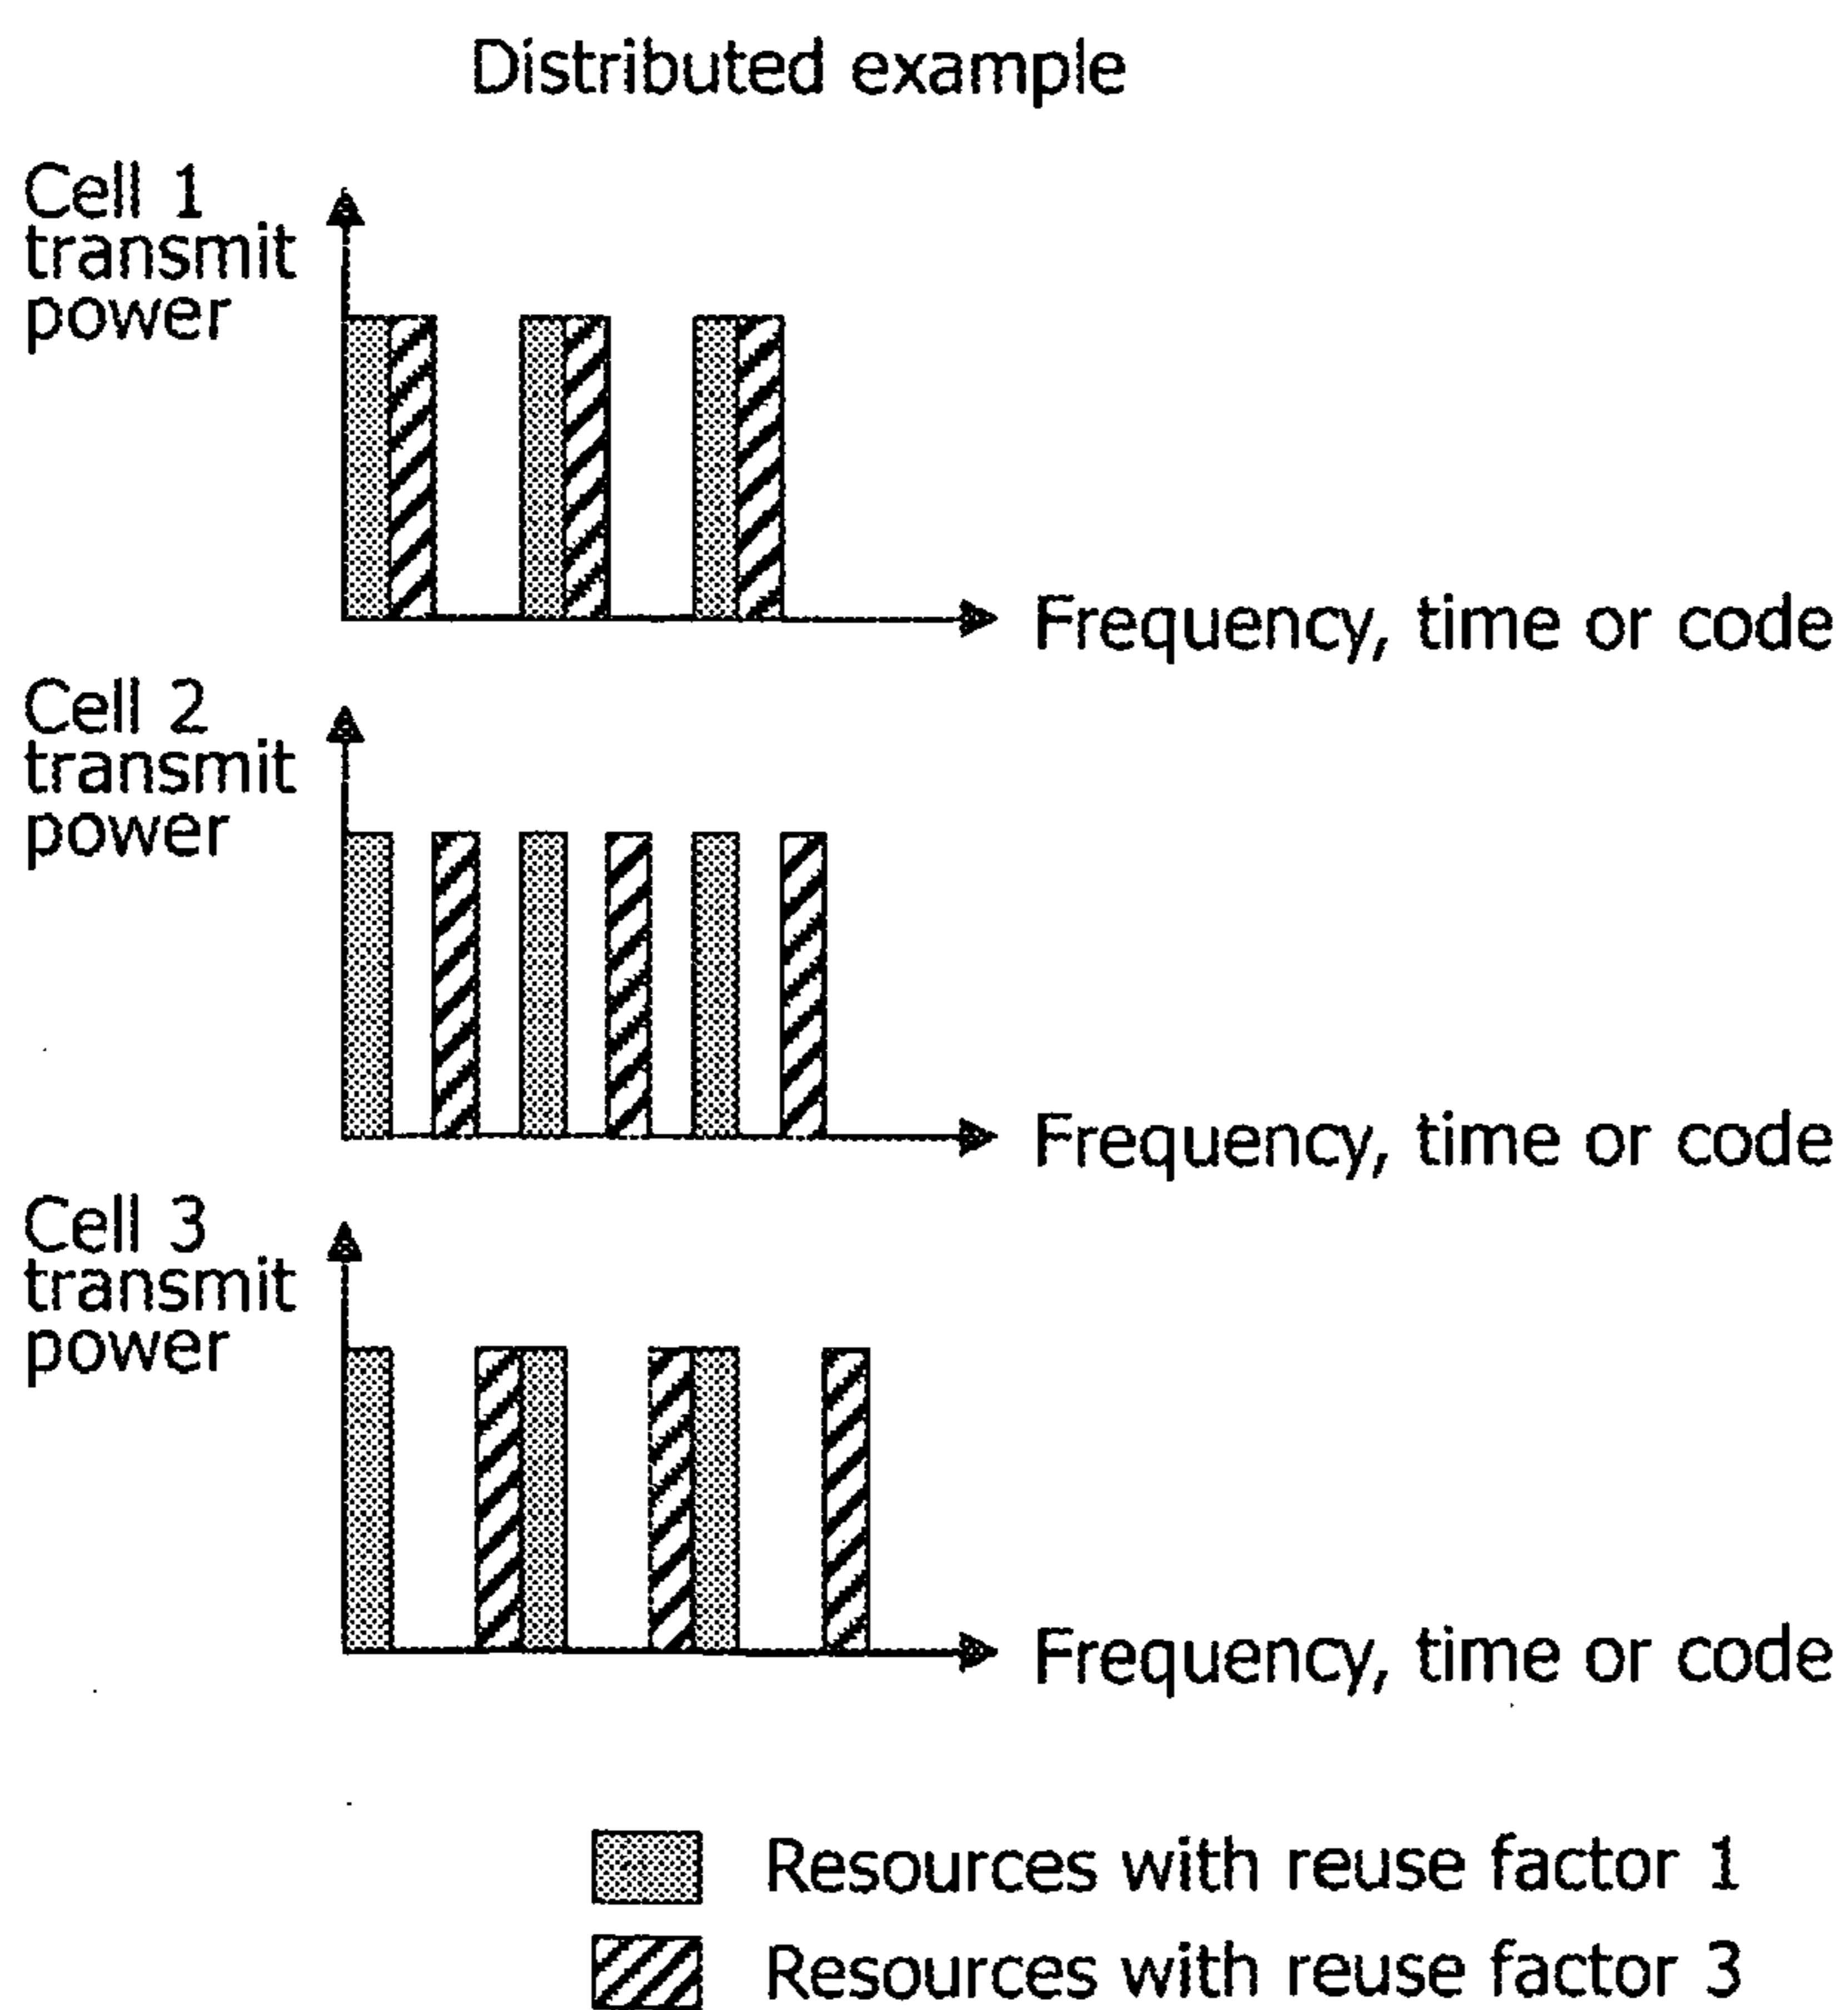 Distributed example
Cell 1
transmit
power
Frequency, time or code
Cell 2
transmit
power
Frequency, time or code
Cell 3
transmit
power
Frequency, time or code
Resources with reuse factor 1
Resources with reuse factor 3